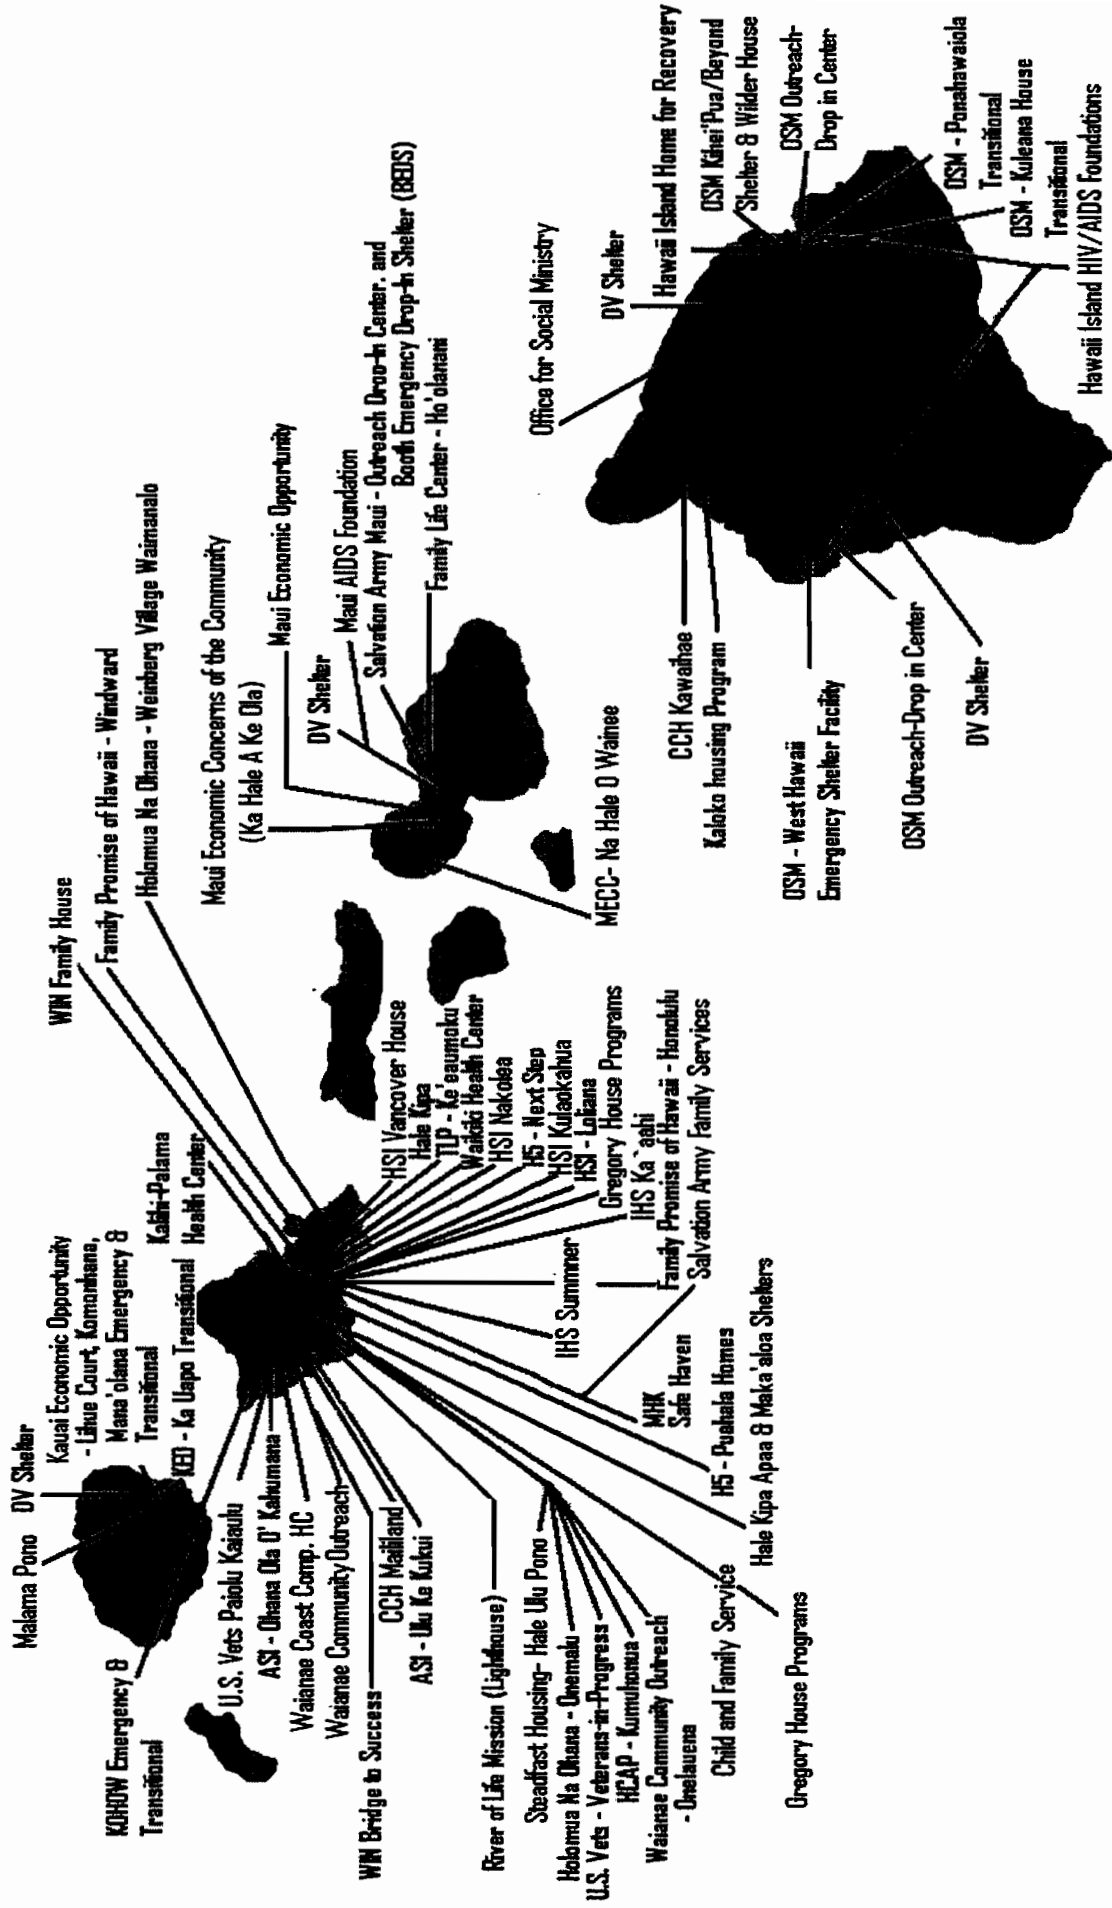 Malama Pono
DV Shelter
Kauai Economic Opportunity
- Lihue Court, Komohana,
Mana'olana Emergency &
Transitional
KEO - Ka Uapo Transitional
KOHOW Emergency &
Transitional
Kalihi-Palama
Health Center
WIN Family House
Family Promise of Hawaii - Windward
Holomua Na Ohana - Weinberg Village Waimanalo
U.S. Vets Paiolu Kaiaulu
ASI - Ohana Ola O' Kahumana
Waianae Coast Comp. HC
Waianae Community Outreach
WIN Bridge to Success
CCH Maililand
ASI - Ulu Ke Kukui
River of Life Mission (Lighthouse)
Steadfast Housing- Hale Ulu Pono
Holomua Na Ohana - Onemalu
U.S. Vets - Veterans-in-Progress
HCAP - Kumuhonua
Waianae Community Outreach
- Onelauena
Child and Family Service
Gregory House Programs
Hale Kipa Apaa & Maka'aloa Shelters
H5 - Puahala Homes
MHK
Safe Haven
IHS Summner
Salvation Army Family Services
Family Promise of Hawaii - Honolulu
IHS Ka`aahi
Gregory House Programs
HSI - Loliana
HSI Kulaokahua
H5 - Next Step
HSI Nakolea
Waikiki Health Center
TLP - Ke'eaumoku
Hale Kipa
HSI Vancover House
Maui Economic Concerns of the Community
(Ka Hale A Ke Ola)
Maui Economic Opportunity
DV Shelter
Maui AIDS Foundation
Salvation Army Maui - Outreach Drop-In Center, and
Booth Emergency Drop-In Shelter (BEDS)
Family Life Center - Ho'olanani
MECC- Na Hale O Wainee
Office for Social Ministry
DV Shelter
Hawaii Island Home for Recovery
OSM Kihei'Pua/Beyond
Shelter & Wilder House
OSM Outreach-
Drop in Center
OSM - Ponahawaiola
Transitional
OSM - Kuleana House
Transitional
Hawaii Island HIV/AIDS Foundations
CCH Kawaihae
Kaloko housing Program
OSM - West Hawaii
Emergency Shelter Facility
OSM Outreach-Drop in Center
DV Shelter